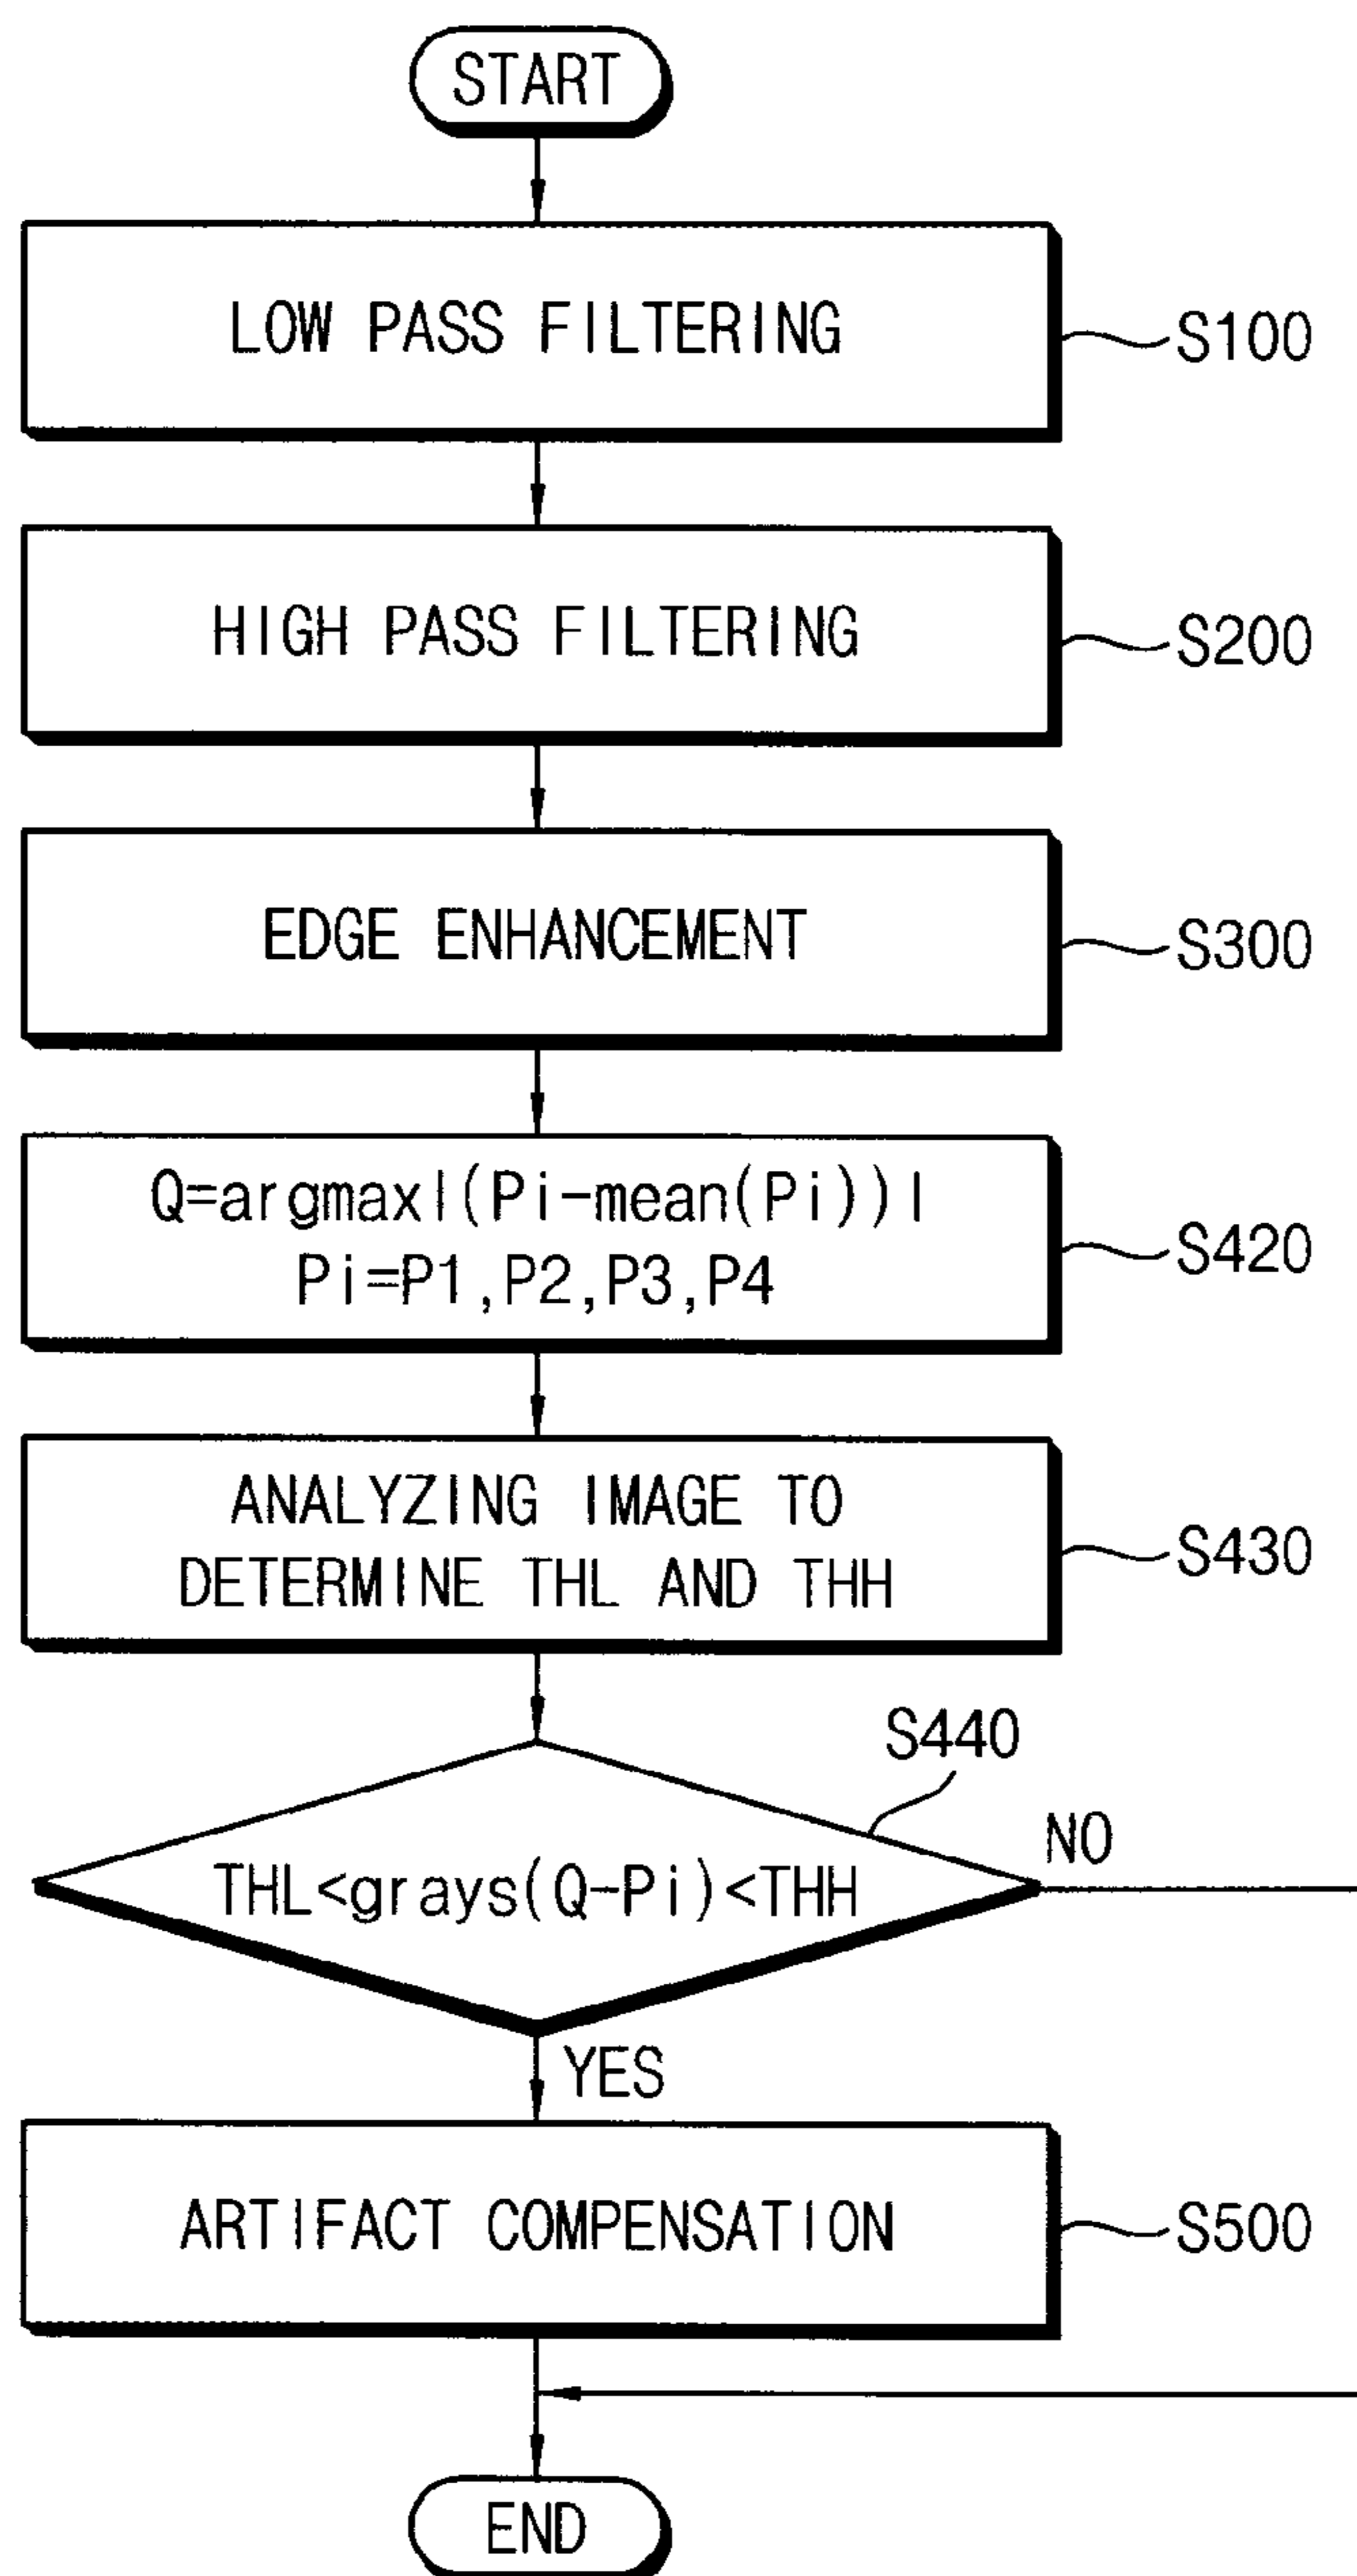 START
LOW PASS FILTERING
S100
HIGH PASS FILTERING
S200
EDGE ENHANCEMENT
S300
Q=argmax|(Pi-mean(Pi))|
Pi=P1,P2,P3,P4
S420
ANALYZING IMAGE TO
DETERMINE THL AND THH
S430
S440
THL<grays(Q-Pi)<THH
NO
YES
ARTIFACT COMPENSATION
S500
END